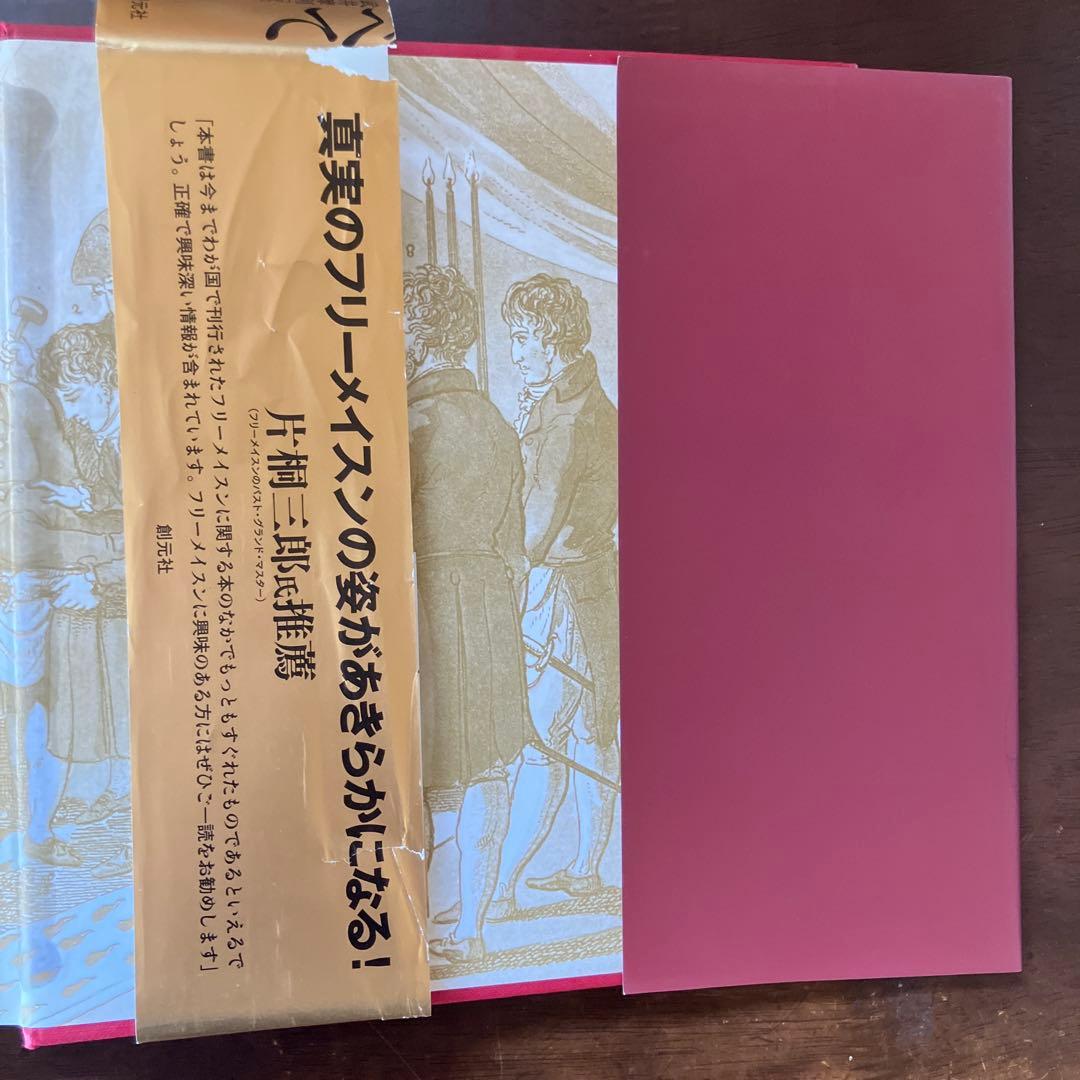 べて
元社
真実のフリーメイスンの姿があきらかになる!
片桐三郎氏推薦
(フリーメイスンのパスト・グランド・マスター)
「本書は今までわが国で刊行されたフリーメイスンに関する本のなかでもっともすぐれたものであるといえるで
しょう。正確で興味深い情報が含まれています。フリーメイスンに興味のある方にはぜひご一読をお勧めします」
創元社
8